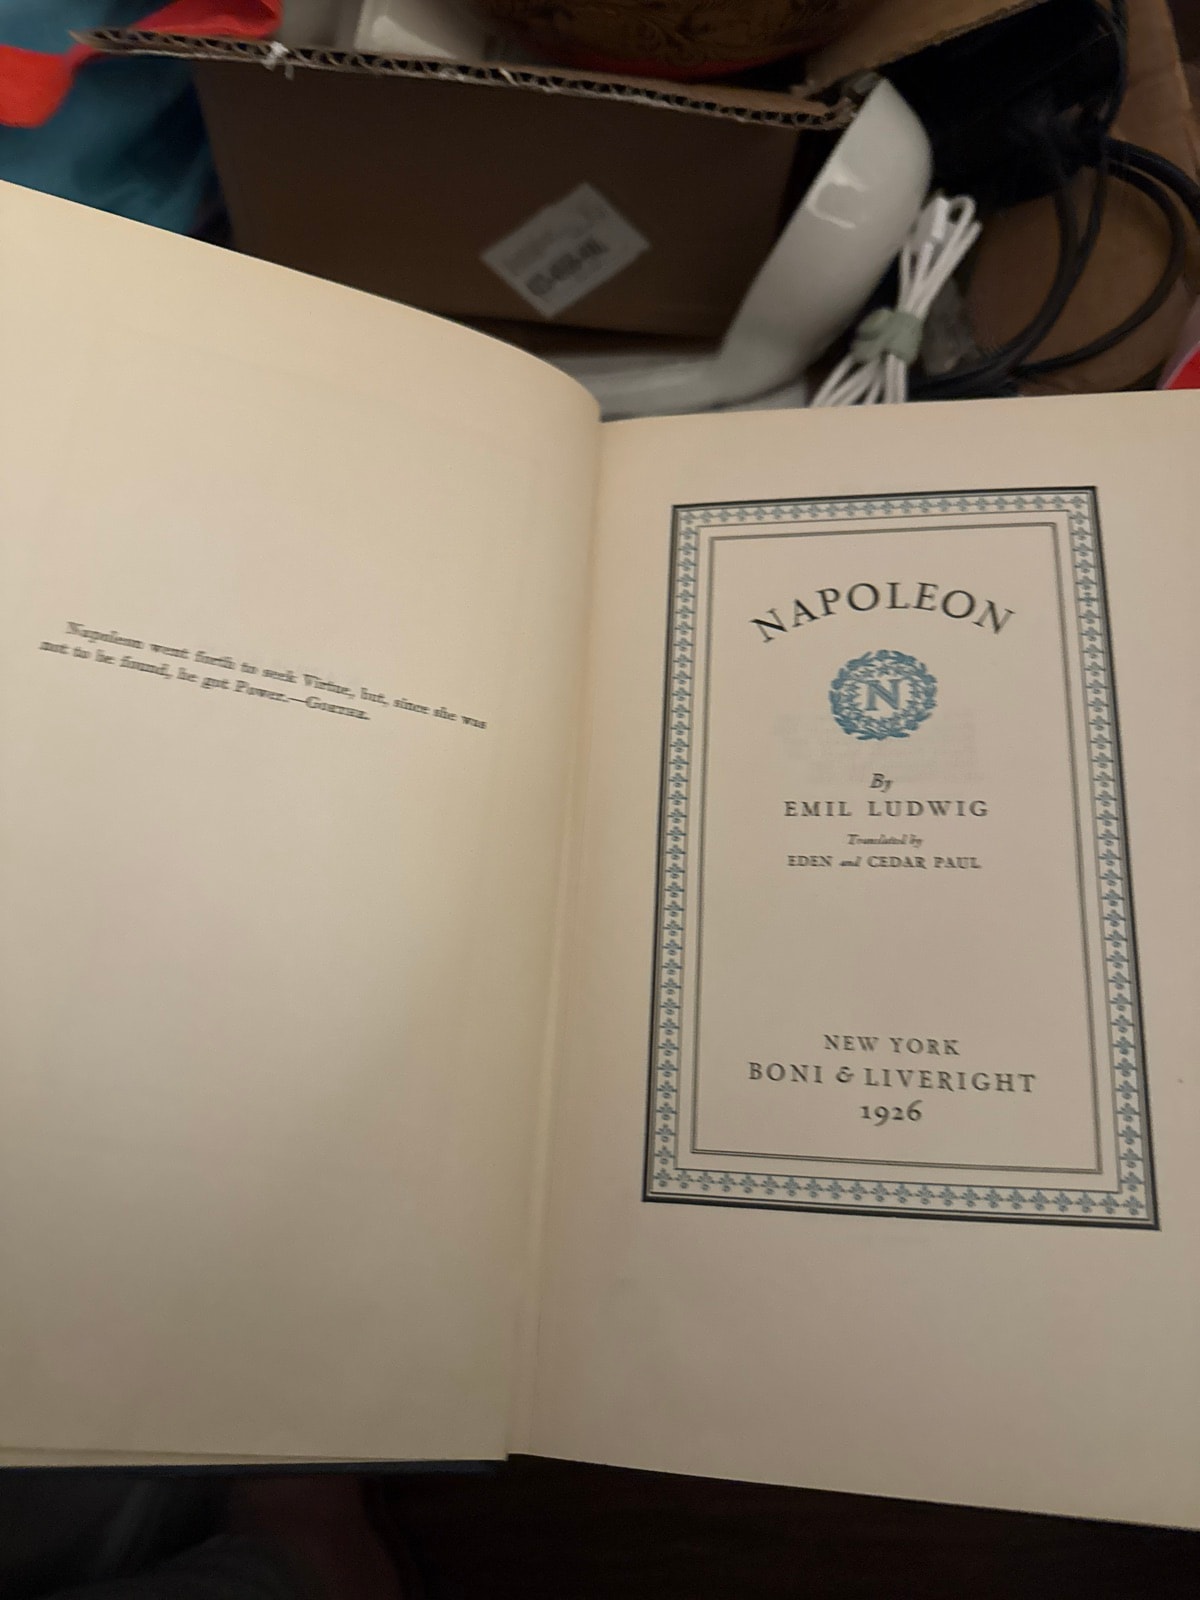 Napoleon went forth to seek Virtue, but, since she was
not to be found, he got Power.—GOETHE.
NAPOLEON
N
By
EMIL LUDWIG
Translated by
EDEN and CEDAR PAUL
NEW YORK
BONI & LIVERIGHT
1926